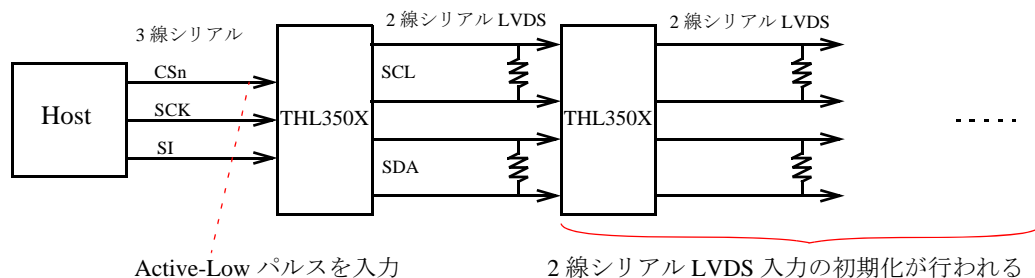 2 線シリアル LVDS
2 線シリアル LVDS
3 線シリアル
CSn
SCL
Host
SCK
THL350X
THL350X
.....
SI
SDA
Active-Low パルスを入力
2 線シリアル LVDS 入力の初期化が行われる